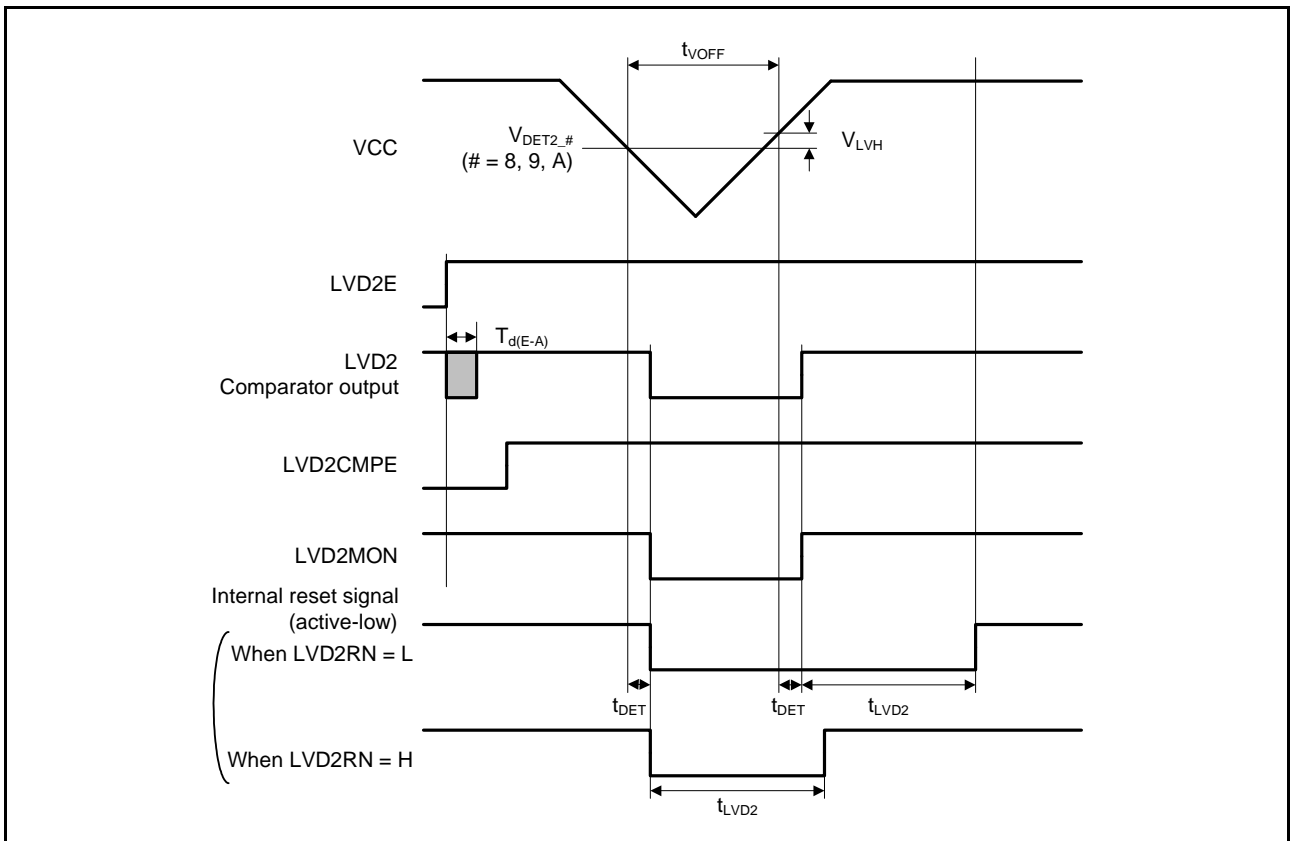 tVOFF
VCC
VDET2_#
(# = 8, 9, A)
VLVH
LVD2E
Td(E-A)
LVD2
Comparator output
LVD2CMPE
LVD2MON
Internal reset signal
(active-low)
When LVD2RN = L
tDET
tDET
tLVD2
When LVD2RN = H
tLVD2